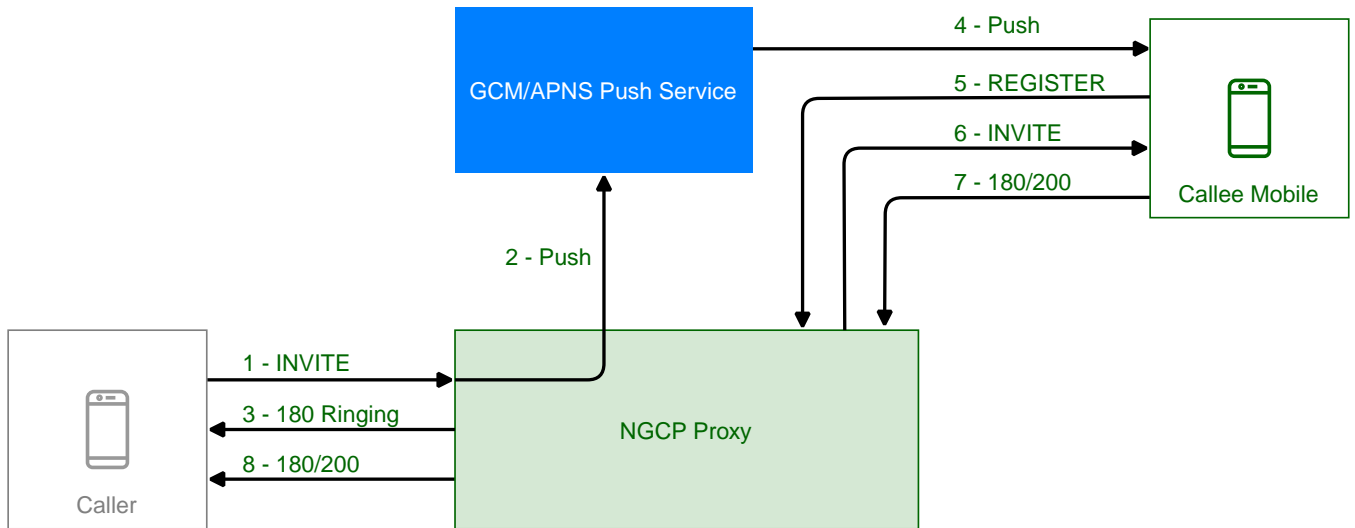 4 - Push
GCM/APNS Push Service
5 - REGISTER
6 - INVITE
7 - 180/200
Callee Mobile
2 - Push
1 - INVITE
3 - 180 Ringing
NGCP Proxy
8 - 180/200
Caller